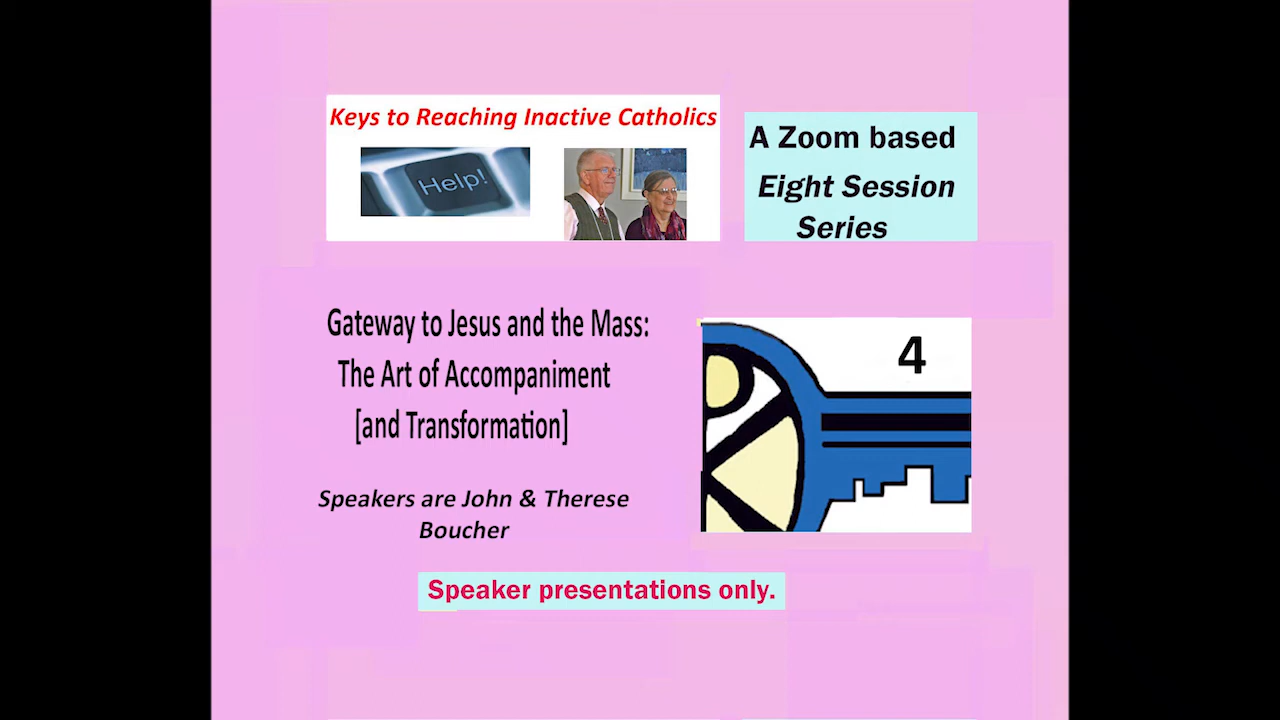 Keys to Reaching Inactive Catholics
Help!
A Zoom based
Eight Session
Series
Gateway to Jesus and the Mass:
The Art of Accompaniment
[and Transformation]
4
Speakers are John & Therese
Boucher
Speaker presentations only.